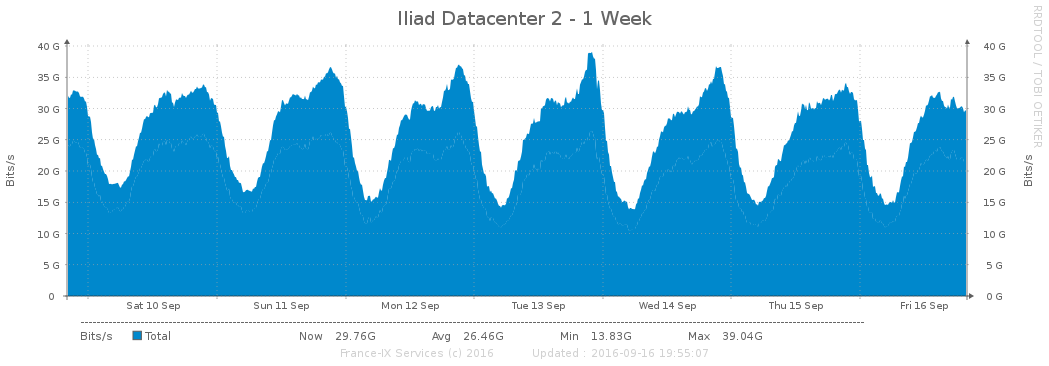 Iliad Datacenter 2 - 1 Week
RRDTOOL / TOBI OETIKER
Bits/s
40 G
35 G
30 G
25 G
20 G
15 G
10 G
5 G
0
40 G
35 G
30 G
25 G
20 G
15 G
10 G
5 G
0 G
Bits/s
Sat 10 Sep Sun 11 Sep Mon 12 Sep Tue 13 Sep Wed 14 Sep Thu 15 Sep Fri 16 Sep
Bits/s Total Now 29.76G Avg 26.46G Min 13.83G Max 39.04G
France-IX Services (c) 2016 Updated : 2016-09-16 19:55:07